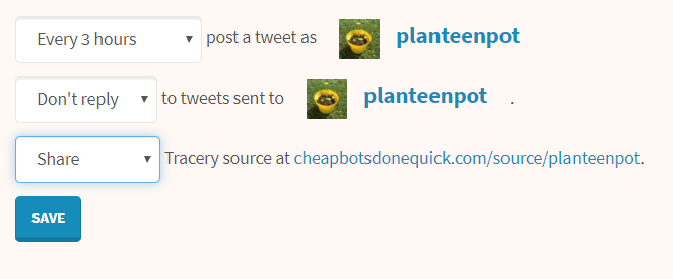 Every 3 hours post a tweet as planteenpot
Don't reply to tweets sent to planteenpot .
Share Tracery source at cheapbotsdonequick.com/source/planteenpot.
SAVE